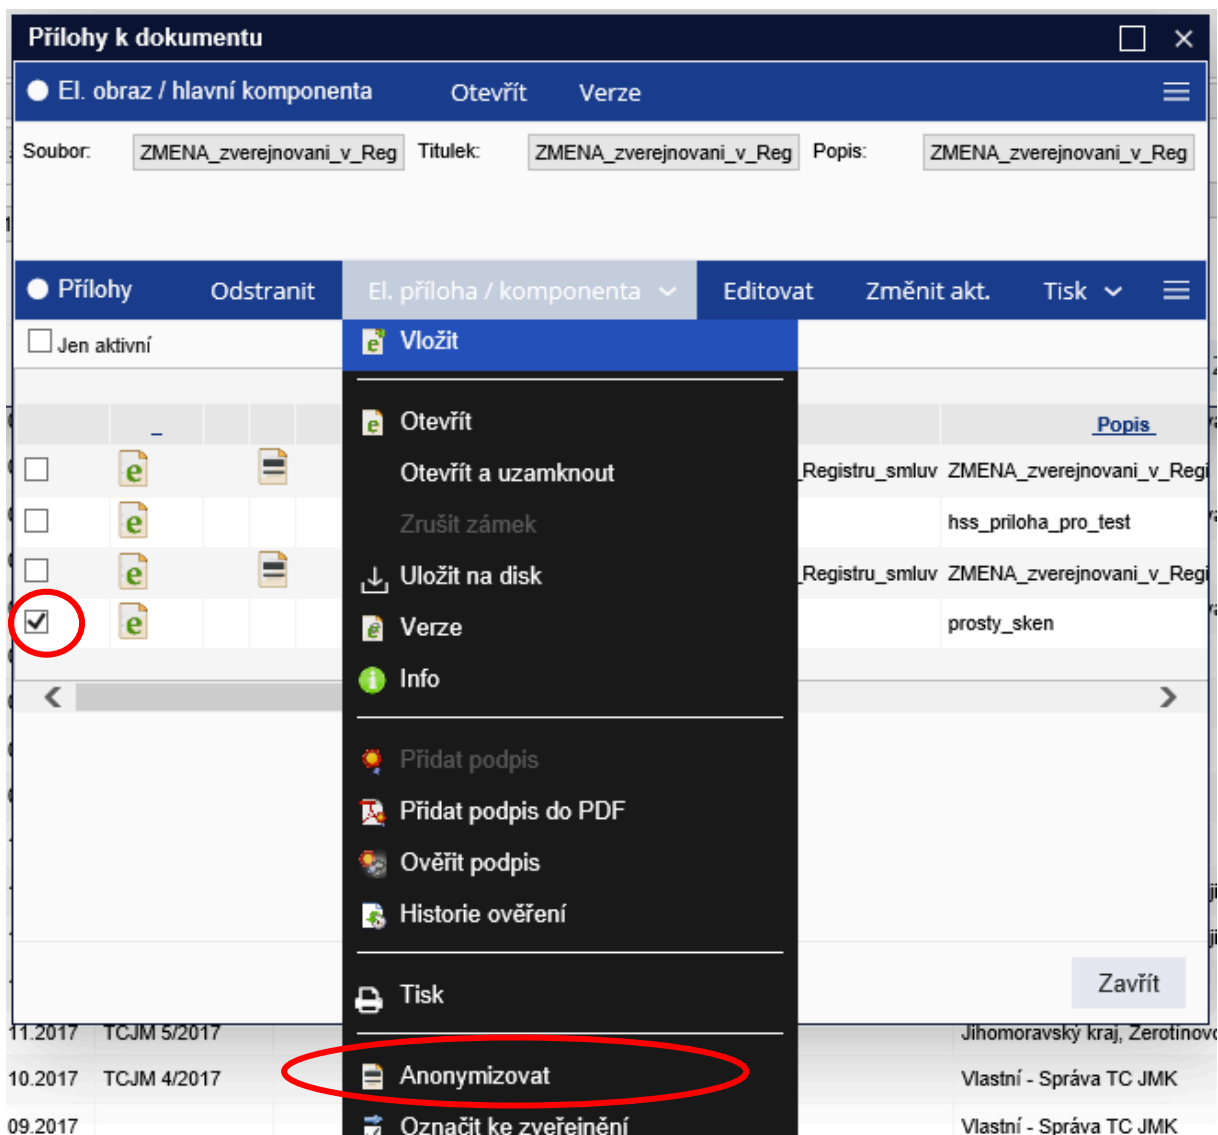 Přílohy k dokumentu
El. obraz / hlavní komponenta Otevřít Verze
Soubor: ZMENA_zverejnovani_v_Reg Titulek: ZMENA_zverejnovani_v_Reg Popis: ZMENA_zverejnovani_v_Reg
Přílohy Odstranit El. příloha / komponenta Editovat Změnit akt. Tisk
Jen aktivní
Vložit
Otevřít
Popis
Otevřít a uzamknout
_Registru_smluv ZMENA_zverejnovani_v_Regi
Zrušit zámek
hss_priloha_pro_test
Uložit na disk
_Registru_smluv ZMENA_zverejnovani_v_Regi
Verze
prosty_sken
Info
Přidat podpis
Přidat podpis do PDF
Ověřit podpis
Historie ověření
Tisk
Zavřít
11.2017 TCJM 5/2017 Jihomoravský kraj, Žerotínovo
Anonymizovat
10.2017 TCJM 4/2017 Vlastní - Správa TC JMK
Označit ke zveřejnění
09.2017 Vlastní - Správa TC JMK